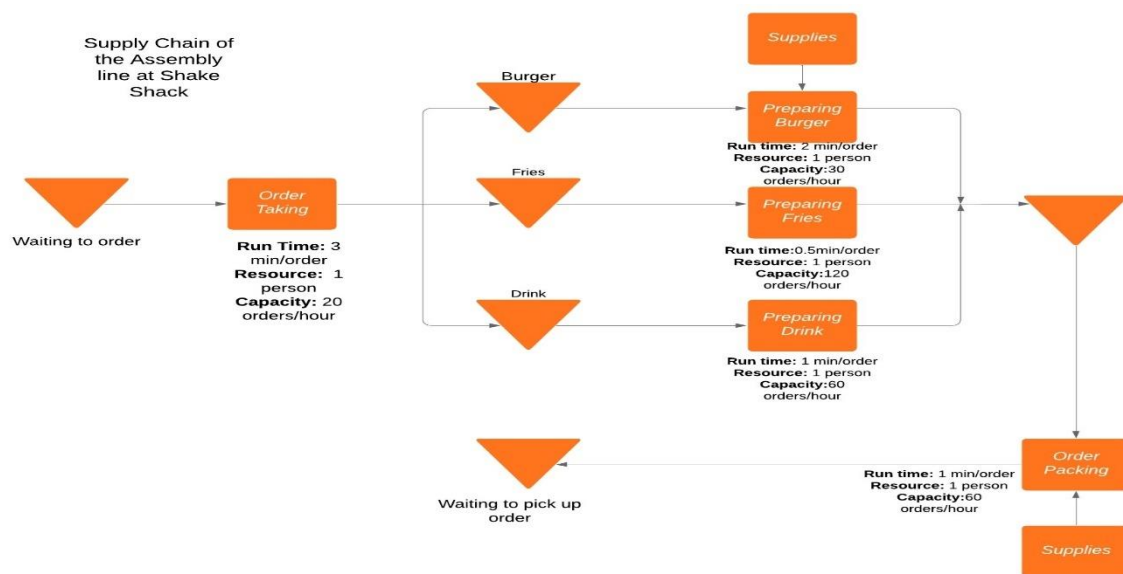 Supply Chain of
the Assembly
line at Shake
Shack
Waiting to order
Order
Taking
Run Time: 3
min/order
Resource: 1
person
Capacity: 20
orders/hour
Burger
Fries
Drink
Supplies
Preparing
Burger
Run time: 2 min/order
Resource: 1 person
Capacity:30
orders/hour
Preparing
Fries
Run time:0.5min/order
Resource: 1 person
Capacity:120
orders/hour
Preparing
Drink
Run time: 1 min/order
Resource: 1 person
Capacity:60
orders/hour
Order
Packing
Run time: 1 min/order
Resource: 1 person
Capacity:60
orders/hour
Supplies
Waiting to pick up
order